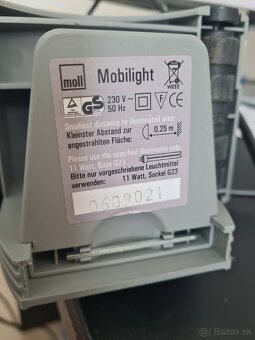 moll Mobilight
WEEE
GS 230 V~
50 Hz
Smallest distance to illuminated area:
Kleinster Abstand zur
angestrahlten Fläche: 0,25 m
Please use the specified illuminants only:
11 Watt, Base G23
Bitte nur vorgeschriebene Leuchtmittel
verwenden: 11 Watt, Sockel G23
0609021
bazos.sk